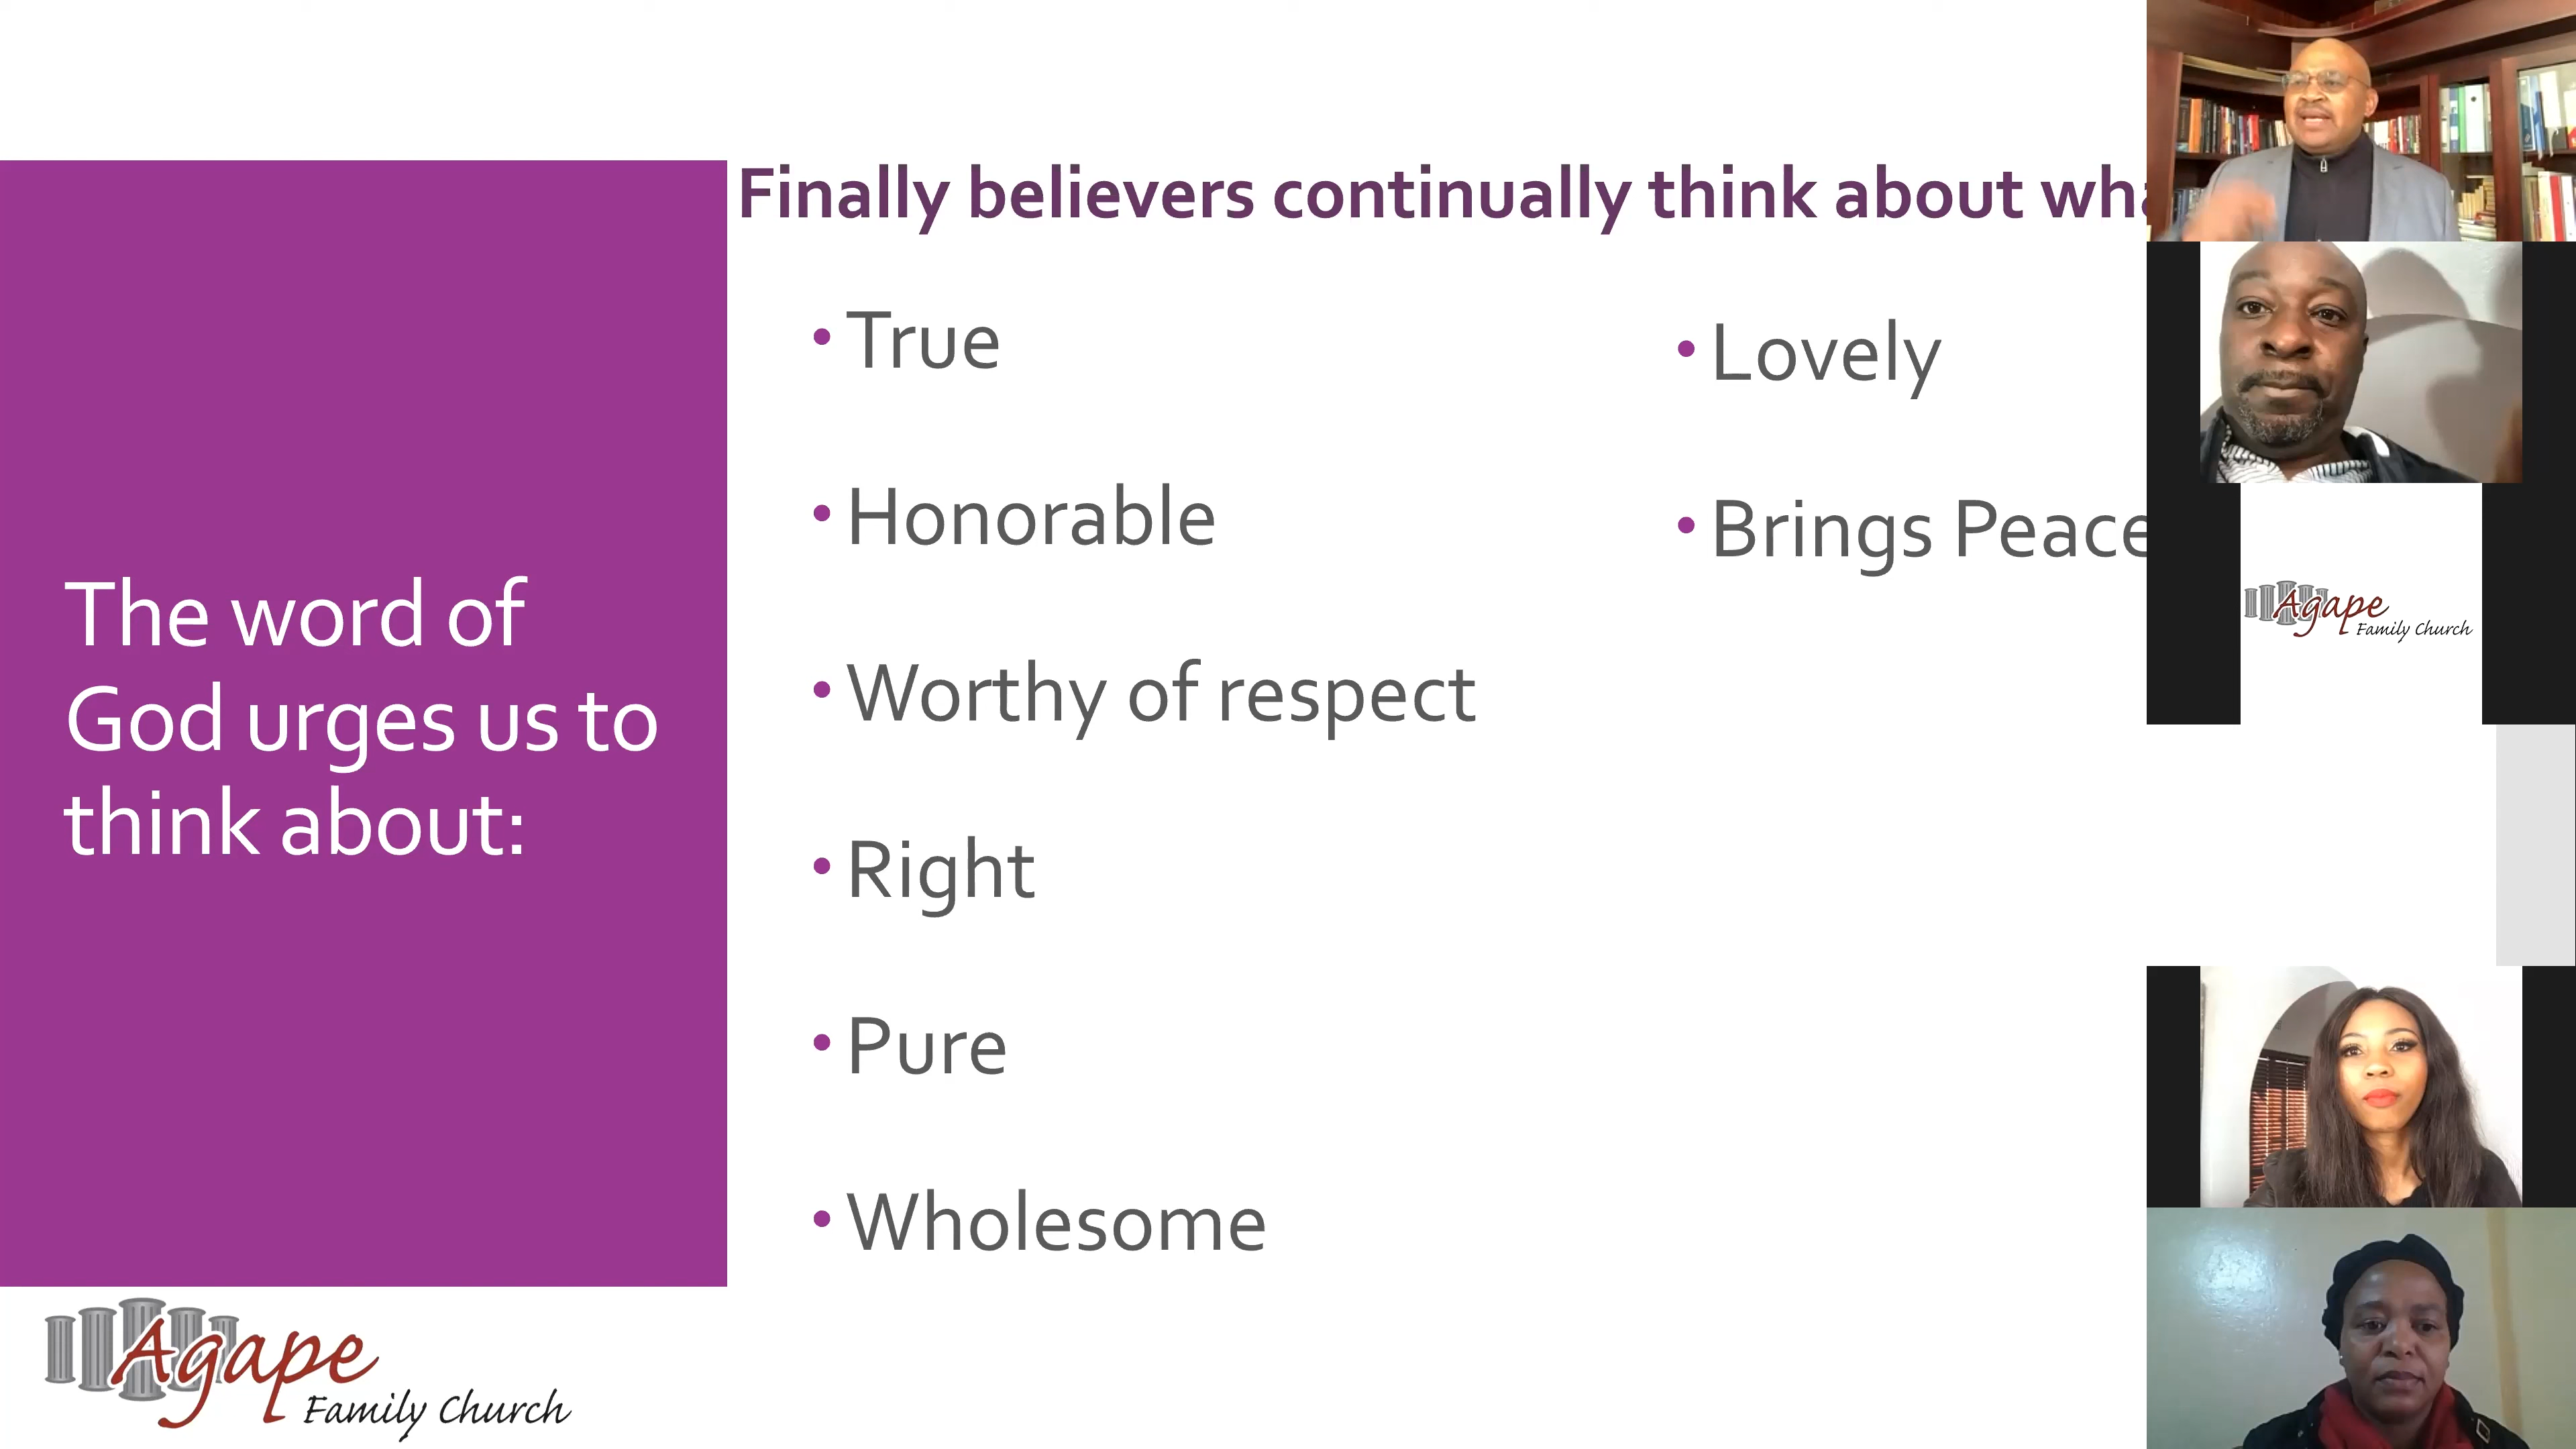 Finally believers continually think about
The word of
God urges us to
think about:
• True
• Honorable
• Worthy of respect
• Right
• Pure
• Wholesome
• Lovely
• Brings Peace
Agape
Family Church
Agape
Family Church